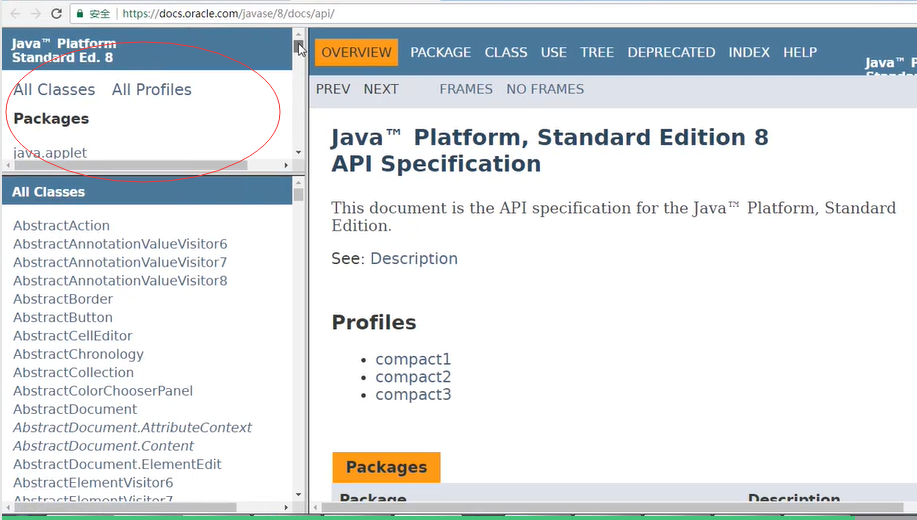 安全 https://docs.oracle.com/javase/8/docs/api/
Java™ Platform
Standard Ed. 8
All Classes All Profiles
Packages
java.applet
All Classes
AbstractAction
AbstractAnnotationValueVisitor6
AbstractAnnotationValueVisitor7
AbstractAnnotationValueVisitor8
AbstractBorder
AbstractButton
AbstractCellEditor
AbstractChronology
AbstractCollection
AbstractColorChooserPanel
AbstractDocument
AbstractDocument.AttributeContext
AbstractDocument.Content
AbstractDocument.ElementEdit
AbstractElementVisitor6
AbstractElementVisitor7
OVERVIEW PACKAGE CLASS USE TREE DEPRECATED INDEX HELP
PREV NEXT FRAMES NO FRAMES
Java™ Platform, Standard Edition 8
API Specification
This document is the API specification for the Java™ Platform, Standard
Edition.
See: Description
Profiles
compact1
compact2
compact3
Packages
Package Description